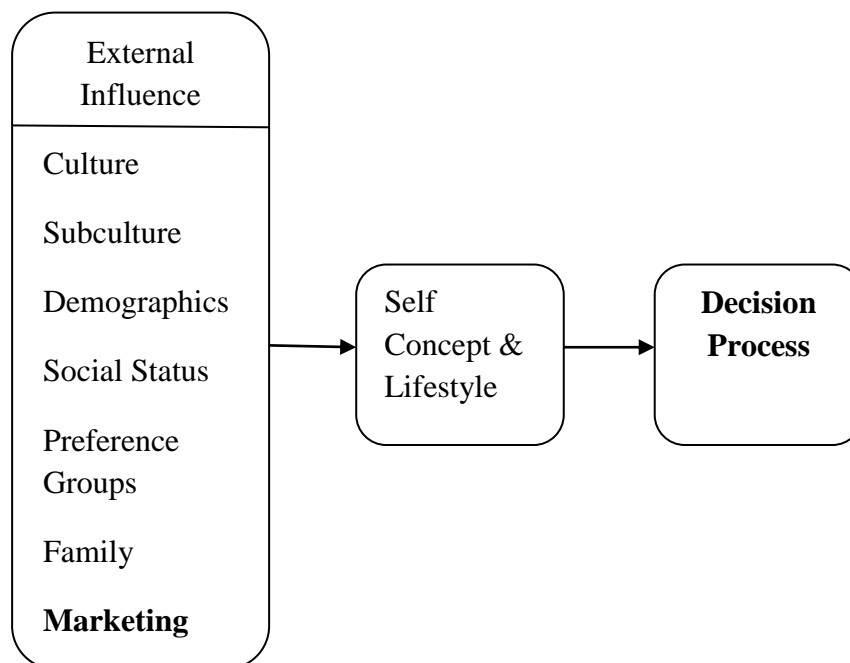 External
Influence
Culture
Subculture
Demographics
Social Status
Preference
Groups
Family
Marketing
Self
Concept &
Lifestyle
Decision
Process